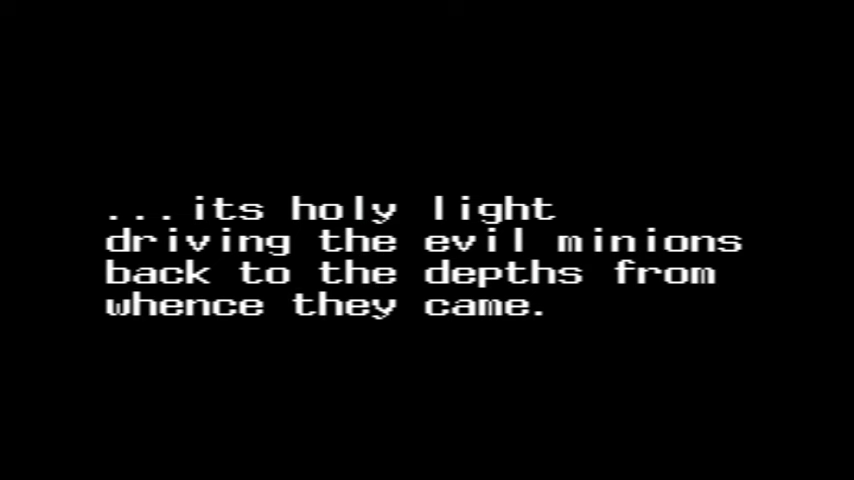 ...its holy light
driving the evil minions
back to the depths from
whence they came.